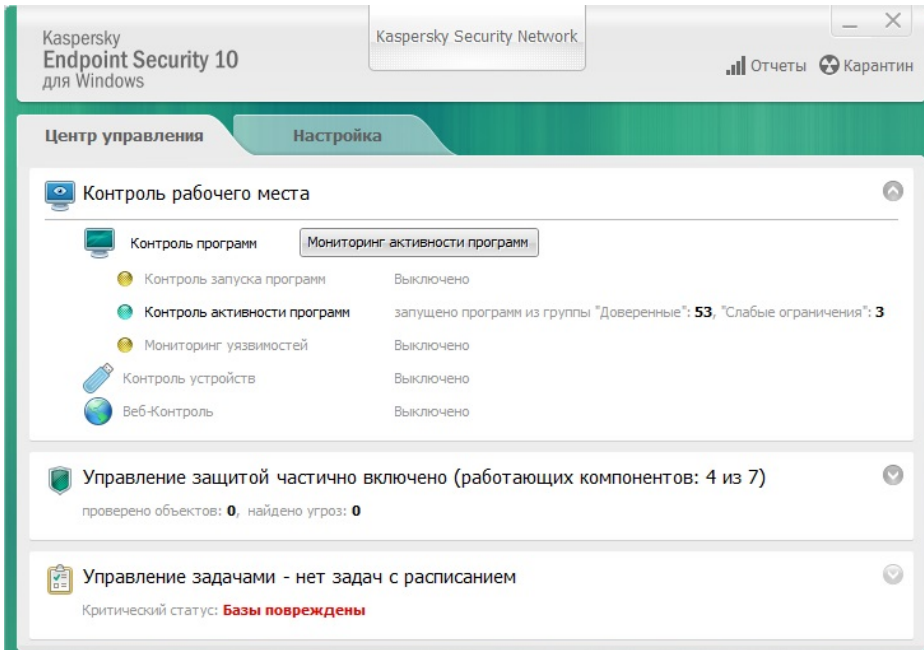 Kaspersky
Endpoint Security 10
для Windows
Kaspersky Security Network
Отчеты Карантин
Центр управления Настройка
Контроль рабочего места
Контроль программ Мониторинг активности программ
Контроль запуска программ Выключено
Контроль активности программ запущено программ из группы "Доверенные": 53, "Слабые ограничения": 3
Мониторинг уязвимостей Выключено
Контроль устройств Выключено
Веб-Контроль Выключено
Управление защитой частично включено (работающих компонентов: 4 из 7)
проверено объектов: 0, найдено угроз: 0
Управление задачами - нет задач с расписанием
Критический статус: Базы повреждены